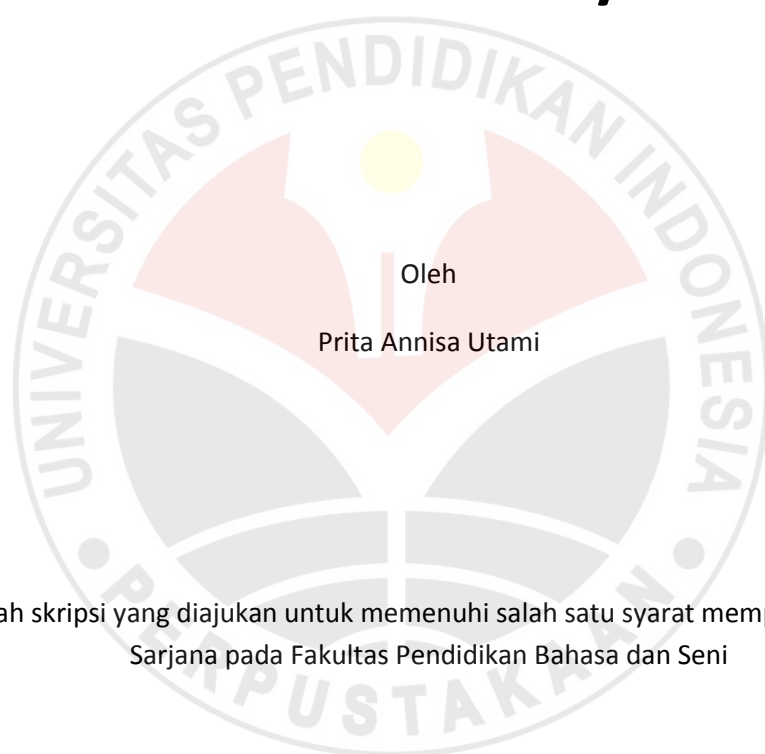 UNIVERSITAS PENDIDIKAN INDONESIA
Oleh
Prita Annisa Utami
skripsi yang diajukan untuk memenuhi salah satu syarat
Sarjana pada Fakultas Pendidikan Bahasa dan Seni
PERPUSTAKAAN